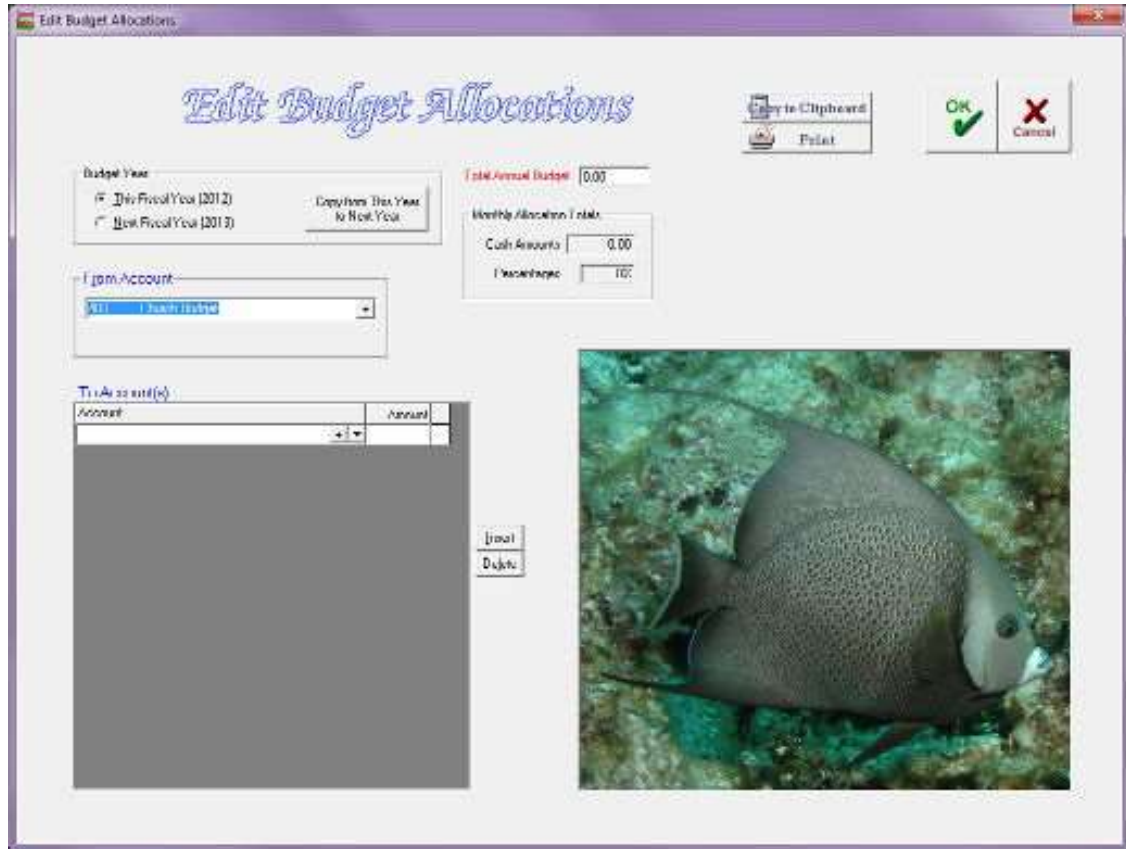 Edit Budget Allocations
Edit Budget Allocations
Copy to Clipboard
Print
OK
Cancel
Budget Year
This Fiscal Year (2012)
Next Fiscal Year (2013)
Copy from This Year
to Next Year
Total Annual Budget 0.00
Monthly Allocation Totals
Cash Amounts 0.00
Percentages
From Account
Church Budget
To Account(s)
Account Amount
Insert
Delete